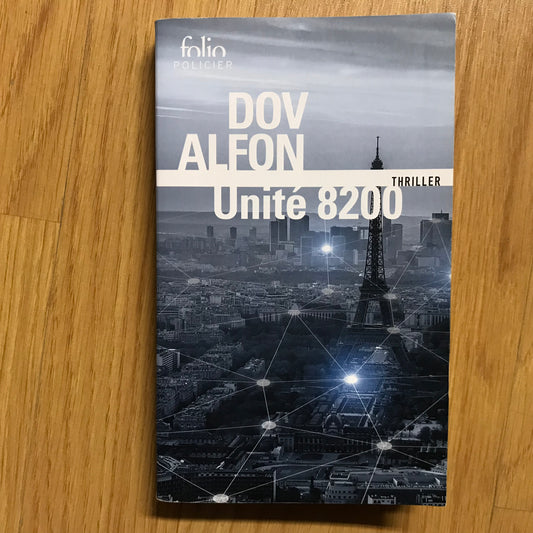 folio
POLICIER
DOV
ALFON
THRILLER
Unité 8200